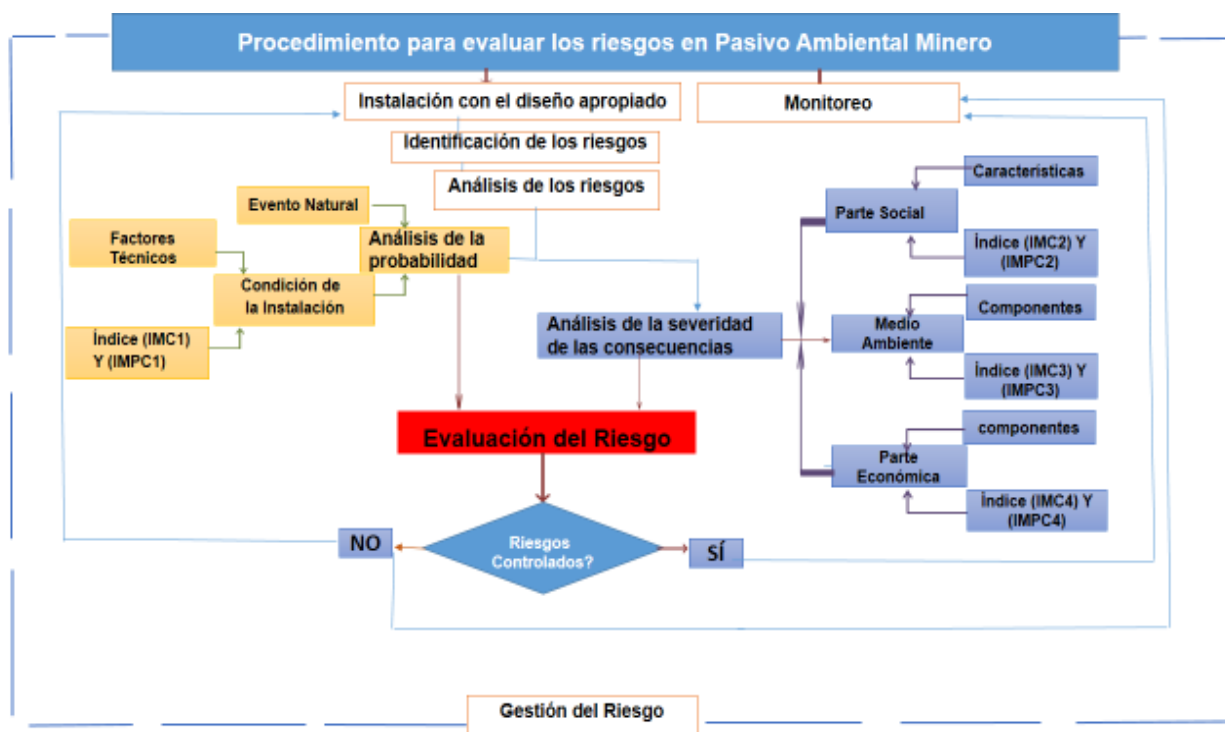 Procedimiento para evaluar los riesgos en Pasivo Ambiental Minero
Instalación con el diseño apropiado
Monitoreo
Identificación de los riesgos
Análisis de los riesgos
Evento Natural
Factores
Técnicos
Análisis de la
probabilidad
Condición de
la Instalación
Índice (IMC1)
Y (IMPC1)
Análisis de la severidad
de las consecuencias
Características
Parte Social
Índice (IMC2) Y
(IMPC2)
Componentes
Medio
Ambiente
Índice (IMC3) Y
(IMPC3)
componentes
Parte
Económica
Índice (IMC4) Y
(IMPC4)
Evaluación del Riesgo
Riesgos
Controlados?
NO
SÍ
Gestión del Riesgo